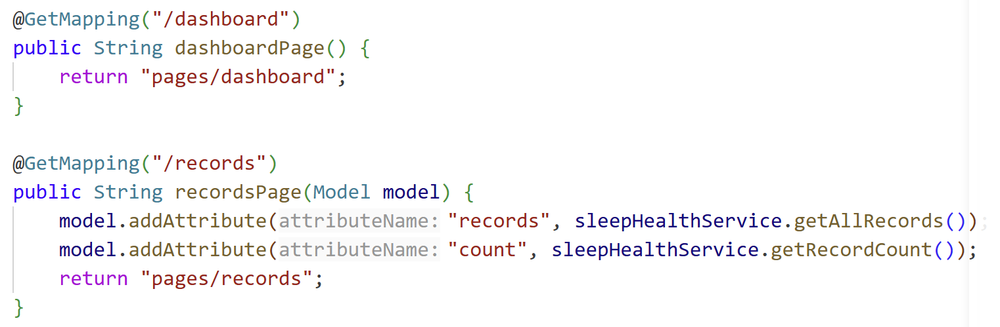 @GetMapping("/dashboard")
public String dashboardPage() {
    return "pages/dashboard";
}

@GetMapping("/records")
public String recordsPage(Model model) {
    model.addAttribute(attributeName: "records", sleepHealthService.getAllRecords());
    model.addAttribute(attributeName: "count", sleepHealthService.getRecordCount());
    return "pages/records";
}